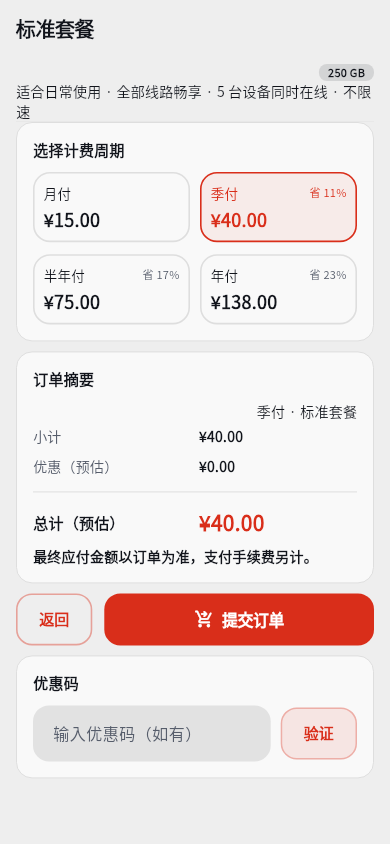 标准套餐
250 GB
适合日常使用 · 全部线路畅享 · 5 台设备同时在线 · 不限
速
选择计费周期
月付
¥15.00
季付 省 11%
¥40.00
半年付 省 17%
¥75.00
年付 省 23%
¥138.00
订单摘要
季付 · 标准套餐
小计 ¥40.00
优惠（预估） ¥0.00
总计（预估） ¥40.00
最终应付金额以订单为准，支付手续费另计。
返回
提交订单
优惠码
输入优惠码（如有）
验证